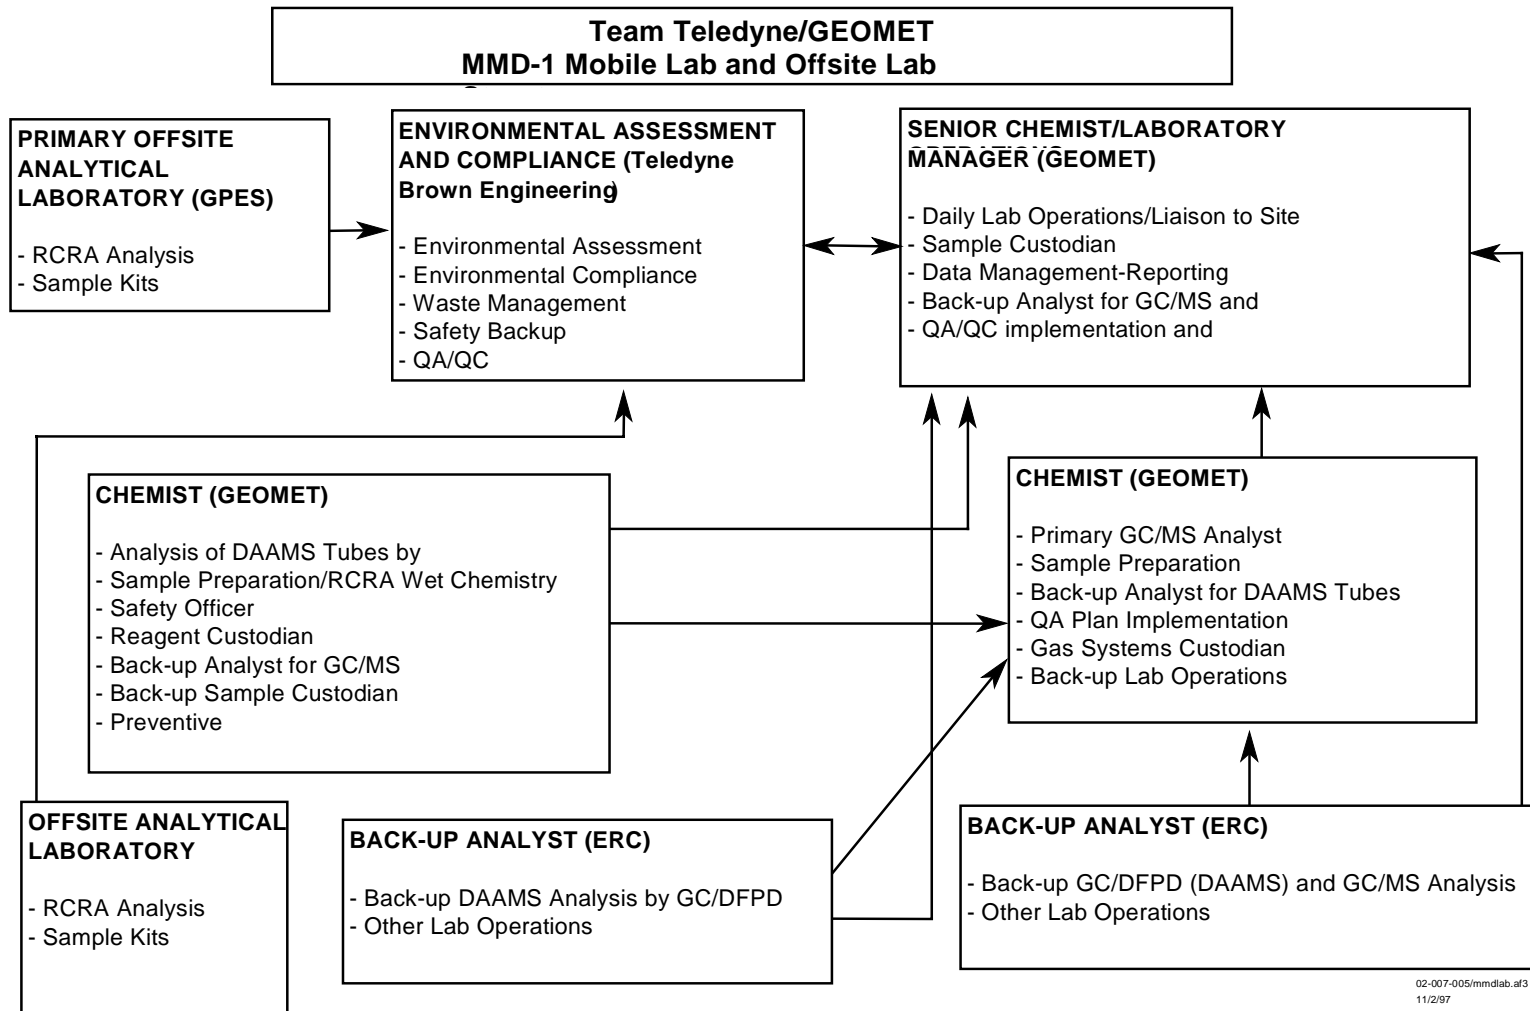 Team Teledyne/GEOMET
MMD-1 Mobile Lab and Offsite Lab
PRIMARY OFFSITE
ANALYTICAL
LABORATORY (GPES)
- RCRA Analysis
- Sample Kits
ENVIRONMENTAL ASSESSMENT
AND COMPLIANCE (Teledyne
Brown Engineering)
- Environmental Assessment
- Environmental Compliance
- Waste Management
- Safety Backup
- QA/QC
SENIOR CHEMIST/LABORATORY
MANAGER (GEOMET)
- Daily Lab Operations/Liaison to Site
- Sample Custodian
- Data Management-Reporting
- Back-up Analyst for GC/MS and
- QA/QC implementation and
CHEMIST (GEOMET)
- Analysis of DAAMS Tubes by
- Sample Preparation/RCRA Wet Chemistry
- Safety Officer
- Reagent Custodian
- Back-up Analyst for GC/MS
- Back-up Sample Custodian
- Preventive
CHEMIST (GEOMET)
- Primary GC/MS Analyst
- Sample Preparation
- Back-up Analyst for DAAMS Tubes
- QA Plan Implementation
- Gas Systems Custodian
- Back-up Lab Operations
OFFSITE ANALYTICAL
LABORATORY
- RCRA Analysis
- Sample Kits
BACK-UP ANALYST (ERC)
- Back-up DAAMS Analysis by GC/DFPD
- Other Lab Operations
BACK-UP ANALYST (ERC)
- Back-up GC/DFPD (DAAMS) and GC/MS Analysis
- Other Lab Operations
02-007-005/mmdlab.af3
11/2/97